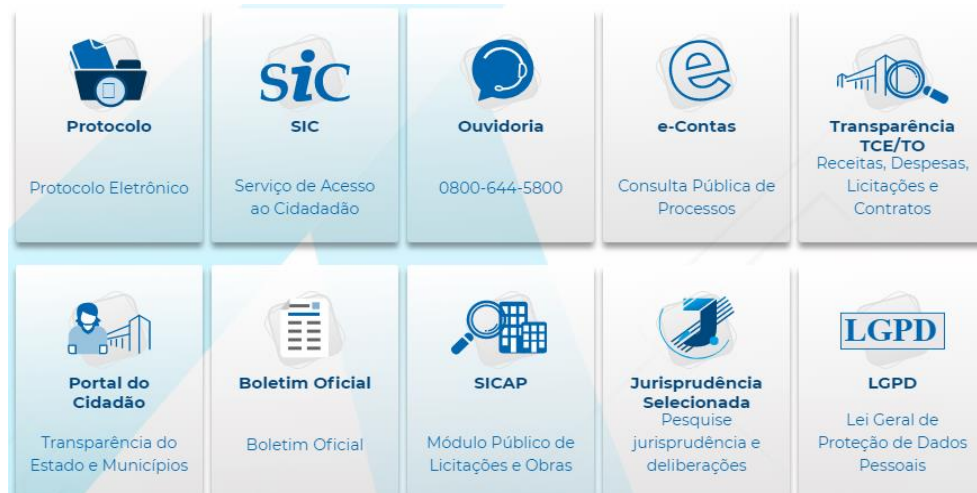 SiC
Protocolo
SIC
Ouvidoria
e-Contas
Transparência
TCE/TO
Protocolo Eletrônico
Serviço de Acesso
ao Cidadadão
0800-644-5800
Consulta Pública de
Processos
Receitas, Despesas,
Licitações e
Contratos
LGPD
Portal do
Cidadão
Boletim Oficial
SICAP
Jurisprudência
Selecionada
LGPD
Transparência do
Estado e Municípios
Boletim Oficial
Módulo Público de
Licitações e Obras
Pesquise
jurisprudência e
deliberações
Lei Geral de
Proteção de Dados
Pessoais